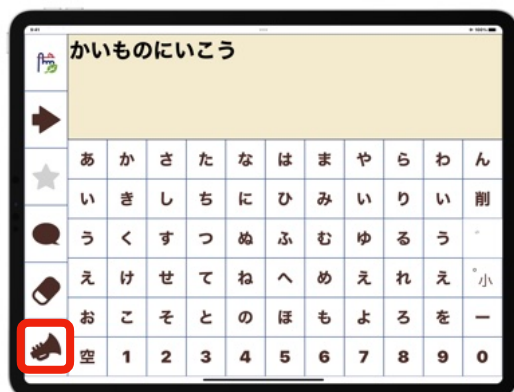 9:41
100%
かいものにいこう
あ か さ た な は ま や ら わ ん
い き し ち に ひ み い り い 削
う く す つ ぬ ふ む ゆ る う ゛
え け せ て ね へ め え れ え ゜小
お こ そ と の ほ も よ ろ を ー
空 1 2 3 4 5 6 7 8 9 0